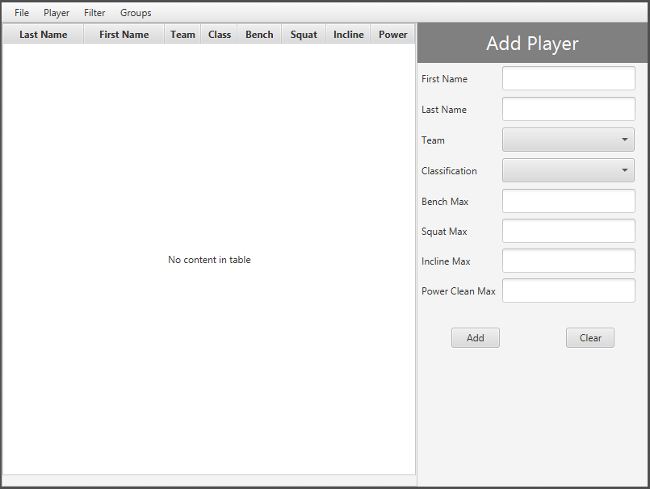 File Player Filter Groups
Last Name First Name Team Class Bench Squat Incline Power
No content in table
Add Player
First Name
Last Name
Team
Classification
Bench Max
Squat Max
Incline Max
Power Clean Max
Add Clear